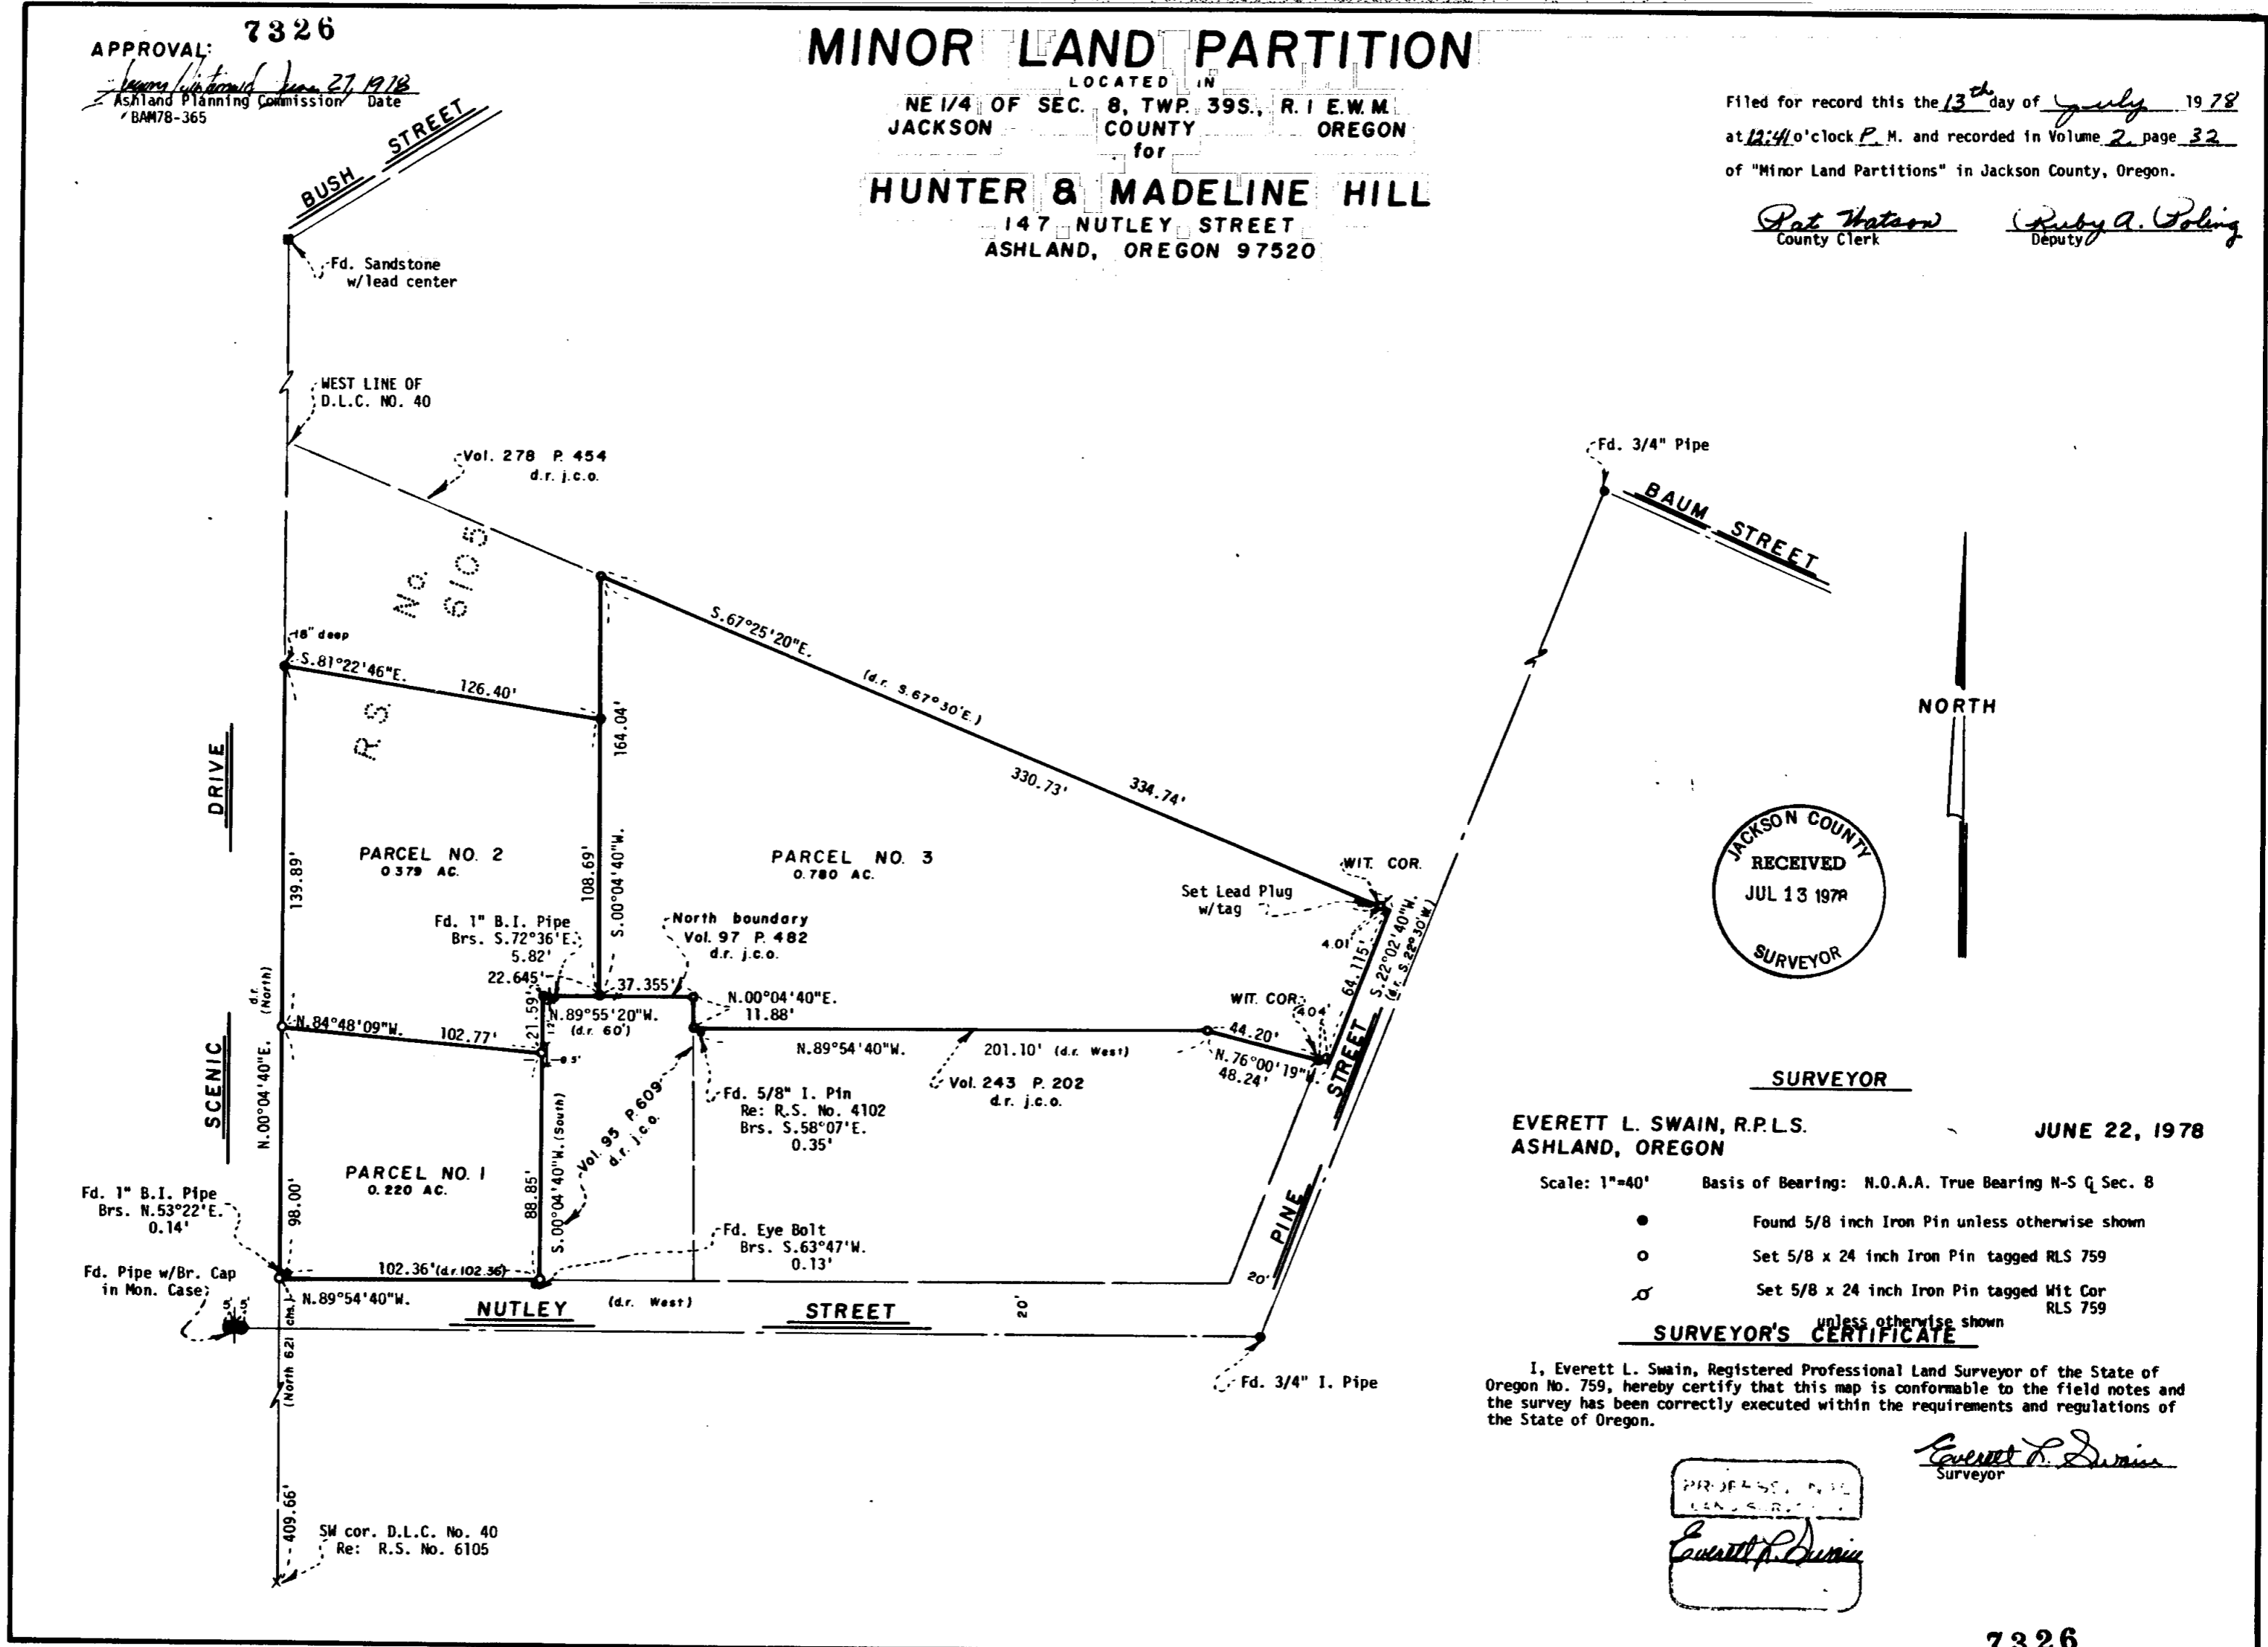 7326
APPROVAL:
June 27, 1978
Ashland Planning Commission Date
BAM78-365
MINOR LAND PARTITION
LOCATED IN
NE 1/4 OF SEC. 8, TWP. 39S., R. 1 E.W.M.
JACKSON COUNTY OREGON
for
HUNTER & MADELINE HILL
147 NUTLEY STREET
ASHLAND, OREGON 97520
Filed for record this the 13th day of July 1978
at 12:41 o'clock P. M. and recorded in Volume 2 page 32
of "Minor Land Partitions" in Jackson County, Oregon.
Pat Watson Ruby A. Poling
County Clerk Deputy
BUSH STREET
Fd. Sandstone
w/lead center
WEST LINE OF
D.L.C. NO. 40
Vol. 278 P. 454
d.r. j.c.o.
R.S. No. 6105
18" deep
S.81°22'46"E. 126.40'
S.67°25'20"E.
(d.r. S.67°30'E.)
330.73' 334.74'
164.04'
Fd. 3/4" Pipe
BAUM STREET
NORTH
SCENIC DRIVE
139.89'
PARCEL NO. 2
0.379 AC.
108.69'
S.00°04'40"W.
PARCEL NO. 3
0.780 AC.
WIT. COR.
Set Lead Plug
w/tag
4.01'
64.115'
S.22°02'40"W.
(d.r. S.22°30'W.)
Fd. 1" B.I. Pipe
Brs. S.72°36'E.
5.82'
North boundary
Vol. 97 P. 482
d.r. j.c.o.
22.645' 37.355'
N.00°04'40"E.
11.88'
21.59'
N.89°55'20"W.
(d.r. 60')
WIT. COR.
4.04'
44.20'
N.76°00'19"W.
48.24'
N.89°54'40"W. 201.10' (d.r. West)
Vol. 243 P. 202
d.r. j.c.o.
d.r. (North)
N.84°48'09"W. 102.77'
N.00°04'40"E.
Fd. 5/8" I. Pin
Re: R.S. No. 4102
Brs. S.58°07'E.
0.35'
Vol. 95 P. 609
d.r. j.c.o.
PARCEL NO. 1
0.220 AC.
98.00'
88.85'
S.00°04'40"W. (South)
Fd. 1" B.I. Pipe
Brs. N.53°22'E.
0.14'
Fd. Eye Bolt
Brs. S.63°47'W.
0.13'
Fd. Pipe w/Br. Cap
in Mon. Case
5' 5'
102.36' (d.r. 102.36)
N.89°54'40"W.
NUTLEY (d.r. West) STREET
20'
20'
PINE STREET
Fd. 3/4" I. Pipe
(North 6.21 chs.)
409.66'
SW cor. D.L.C. No. 40
Re: R.S. No. 6105
JACKSON COUNTY
RECEIVED
JUL 13 1978
SURVEYOR
SURVEYOR
EVERETT L. SWAIN, R.P.L.S.
ASHLAND, OREGON
JUNE 22, 1978
Scale: 1"=40' Basis of Bearing: N.O.A.A. True Bearing N-S ℄ Sec. 8
Found 5/8 inch Iron Pin unless otherwise shown
Set 5/8 x 24 inch Iron Pin tagged RLS 759
Set 5/8 x 24 inch Iron Pin tagged Wit Cor
RLS 759
unless otherwise shown
SURVEYOR'S CERTIFICATE
I, Everett L. Swain, Registered Professional Land Surveyor of the State of
Oregon No. 759, hereby certify that this map is conformable to the field notes and
the survey has been correctly executed within the requirements and regulations of
the State of Oregon.
Everett L. Swain
Surveyor
Everett L. Swain
7326